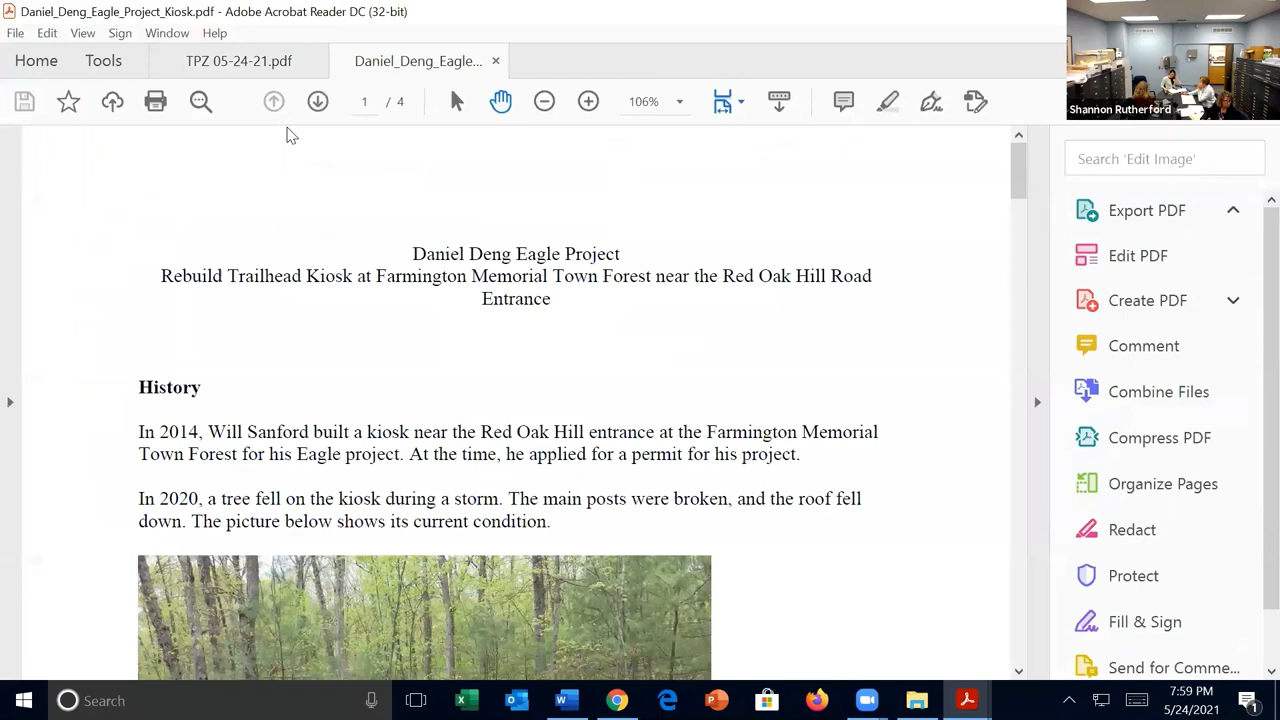 Daniel_Deng_Eagle_Project_Kiosk.pdf - Adobe Acrobat Reader DC (32-bit)
File Edit View Sign Window Help
Home Tools TPZ 05-24-21.pdf Daniel_Deng_Eagle... ×
1 / 4 106%
Shannon Rutherford
Search 'Edit Image'
Daniel Deng Eagle Project
Rebuild Trailhead Kiosk at Farmington Memorial Town Forest near the Red Oak Hill Road
Entrance
History
In 2014, Will Sanford built a kiosk near the Red Oak Hill entrance at the Farmington Memorial
Town Forest for his Eagle project. At the time, he applied for a permit for his project.
In 2020, a tree fell on the kiosk during a storm. The main posts were broken, and the roof fell
down. The picture below shows its current condition.
Export PDF
Edit PDF
Create PDF
Comment
Combine Files
Compress PDF
Organize Pages
Redact
Protect
Fill & Sign
Send for Comme...
Search
7:59 PM
5/24/2021
1